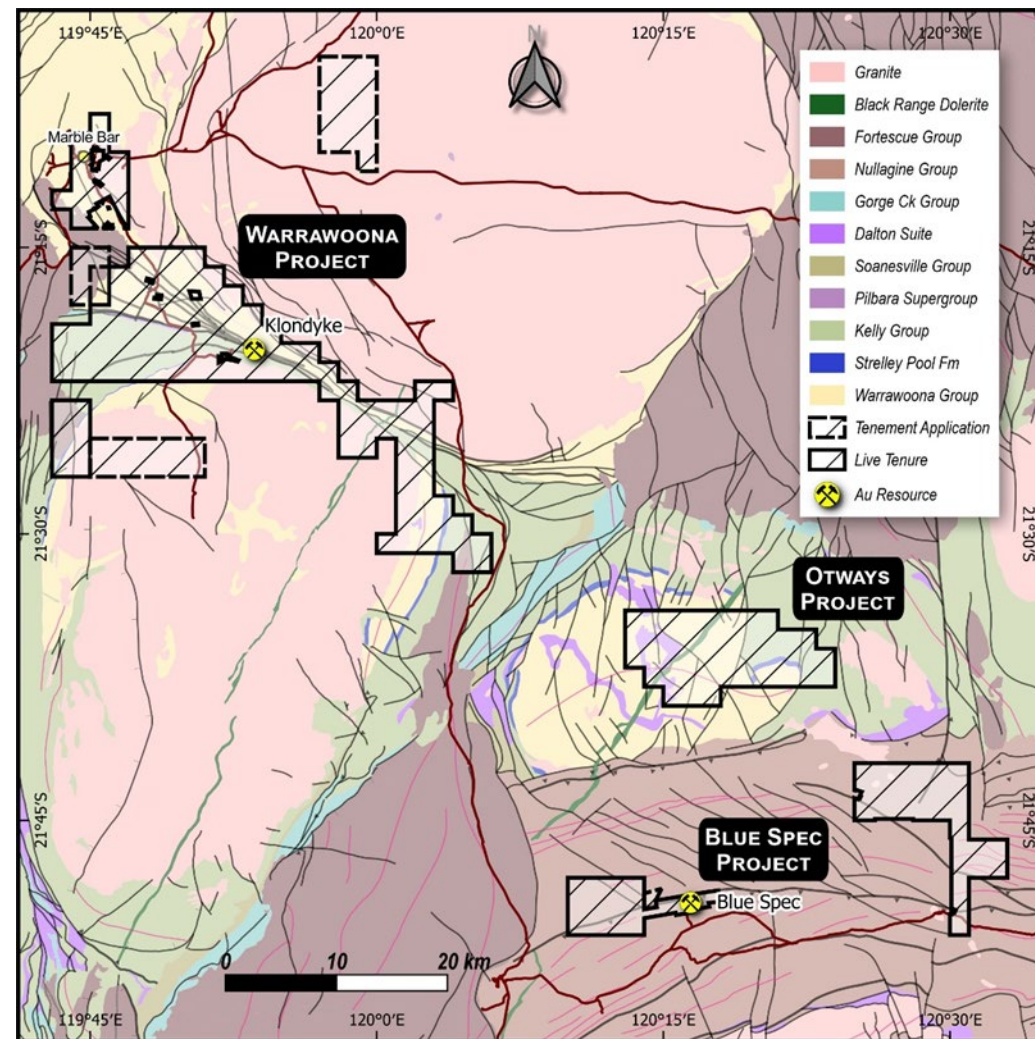 119°45'E
120°0'E
120°15'E
120°30'E
N
Granite
Black Range Dolerite
Fortescue Group
Nullagine Group
Gorge Ck Group
Dalton Suite
Soanesville Group
Pilbara Supergroup
Kelly Group
Strelley Pool Fm
Warrawoona Group
Tenement Application
Live Tenure
Au Resource
Marble Bar
21°15'S
21°15'S
WARRAWOONA
PROJECT
Klondyke
21°30'S
21°30'S
OTWAYS
PROJECT
21°45'S
21°45'S
BLUE SPEC
PROJECT
Blue Spec
0
10
20 km
119°45'E
120°0'E
120°15'E
120°30'E